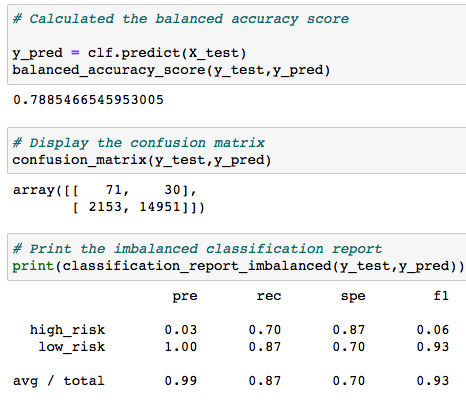 # Calculated the balanced accuracy score
y_pred = clf.predict(X_test)
balanced_accuracy_score(y_test,y_pred)
0.7885466545953005
# Display the confusion matrix
confusion_matrix(y_test,y_pred)
array([[   71,    30],
       [ 2153, 14951]])
# Print the imbalanced classification report
print(classification_report_imbalanced(y_test,y_pred))
pre rec spe f1
high_risk 0.03 0.70 0.87 0.06
low_risk 1.00 0.87 0.70 0.93
avg / total 0.99 0.87 0.70 0.93